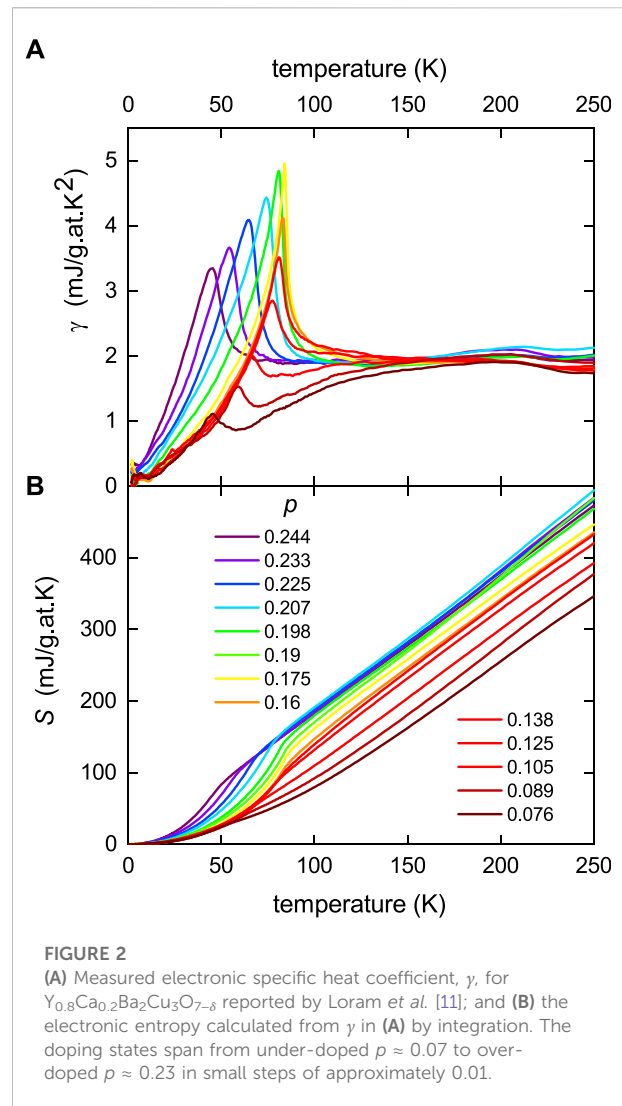 A
temperature (K)
0 50 100 150 200 250
5
4
3
2
1
0
γ (mJ/g.at.K²)
B
p
0.244
0.233
0.225
0.207
0.198
0.19
0.175
0.16
0.138
0.125
0.105
0.089
0.076
400
300
200
100
0
S (mJ/g.at.K)
0 50 100 150 200 250
temperature (K)
FIGURE 2
(A) Measured electronic specific heat coefficient, γ, for
Y₀.₈Ca₀.₂Ba₂Cu₃O₇₋δ reported by Loram et al. [11]; and (B) the
electronic entropy calculated from γ in (A) by integration. The
doping states span from under-doped p ≈ 0.07 to over-
doped p ≈ 0.23 in small steps of approximately 0.01.